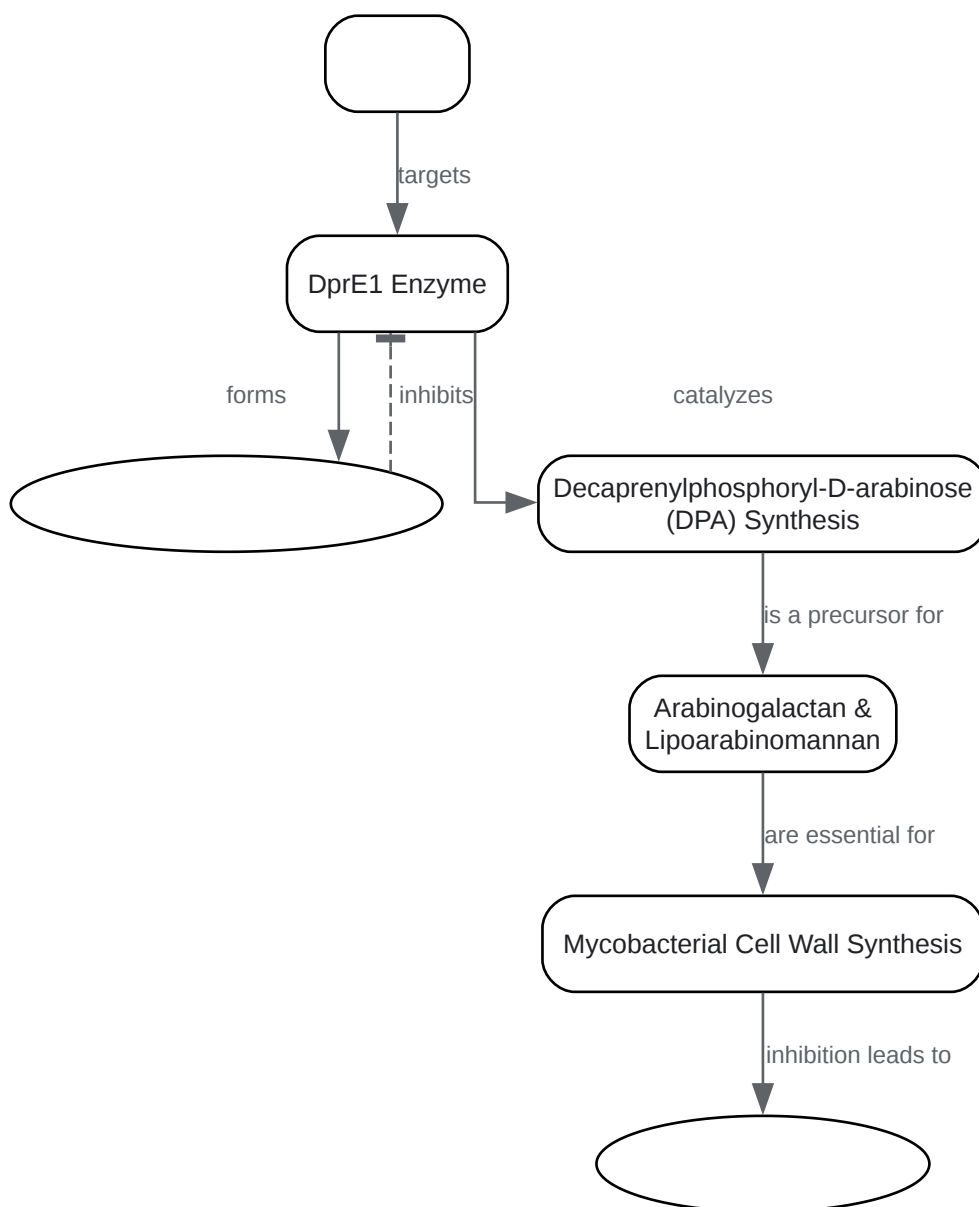 targets
DprE1 Enzyme
forms
inhibits
catalyzes
Decaprenylphosphoryl-D-arabinose
(DPA) Synthesis
is a precursor for
Arabinogalactan &
Lipoarabinomannan
are essential for
Mycobacterial Cell Wall Synthesis
inhibition leads to